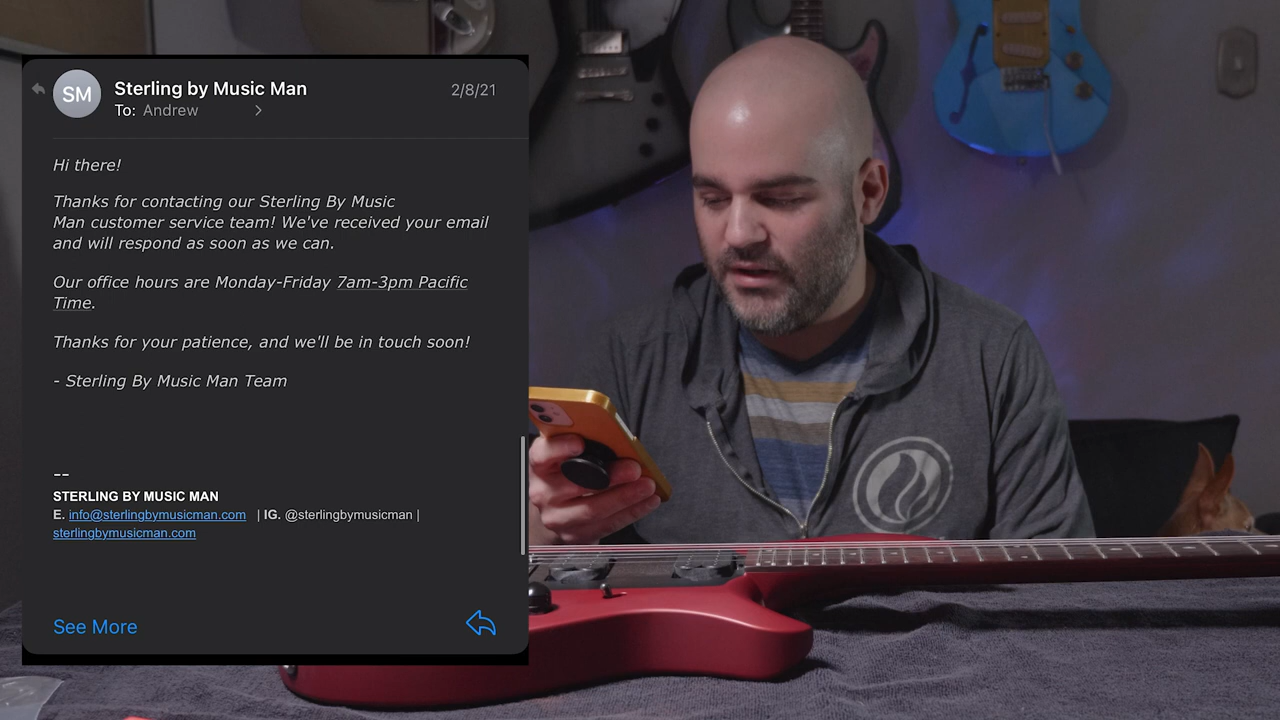 SM
Sterling by Music Man
2/8/21
To: Andrew
Hi there!
Thanks for contacting our Sterling By Music
Man customer service team! We've received your email
and will respond as soon as we can.
Our office hours are Monday-Friday 7am-3pm Pacific
Time.
Thanks for your patience, and we'll be in touch soon!
- Sterling By Music Man Team
--
STERLING BY MUSIC MAN
E. info@sterlingbymusicman.com | IG. @sterlingbymusicman |
sterlingbymusicman.com
See More